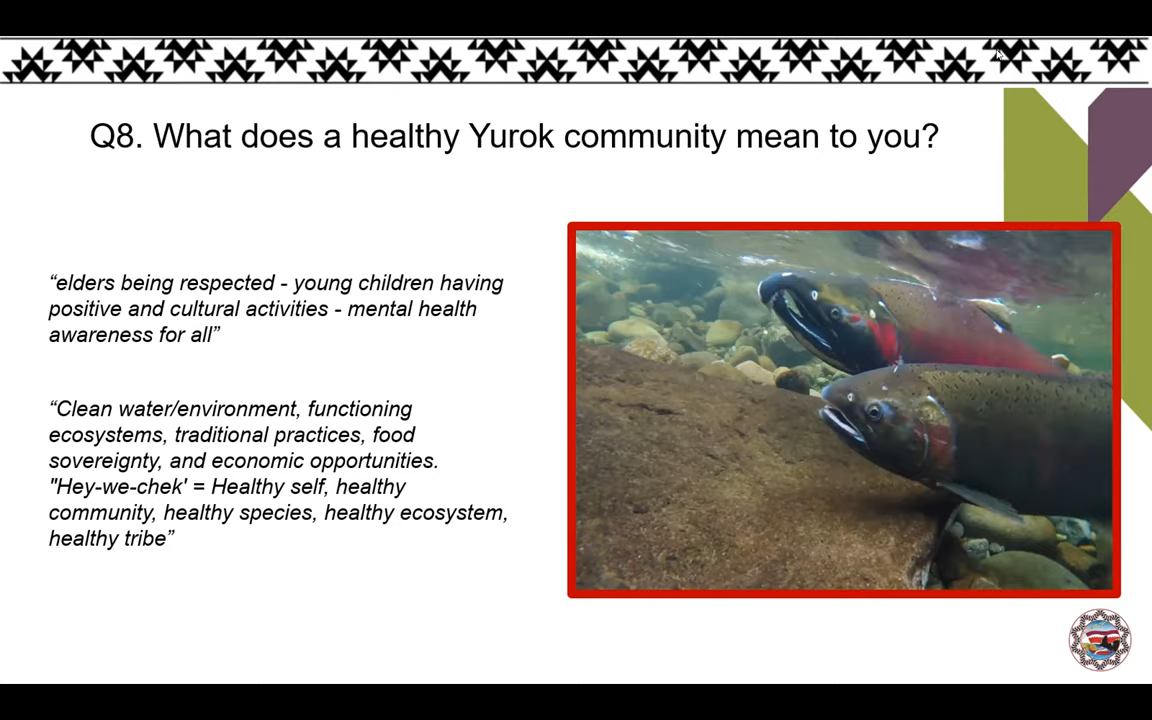 Q8. What does a healthy Yurok community mean to you?
“elders being respected - young children having
positive and cultural activities - mental health
awareness for all”
“Clean water/environment, functioning
ecosystems, traditional practices, food
sovereignty, and economic opportunities.
"Hey-we-chek' = Healthy self, healthy
community, healthy species, healthy ecosystem,
healthy tribe”